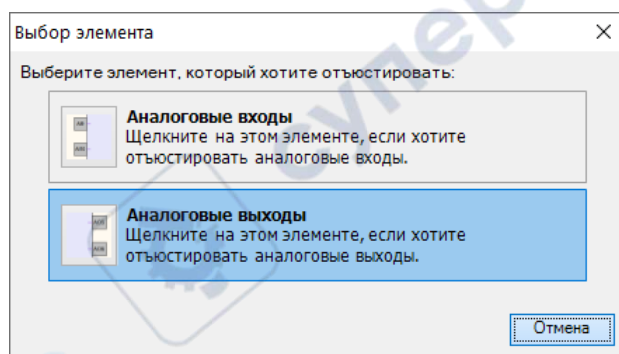 супер
Выбор элемента
Выберите элемент, который хотите отъюстировать:
Аналоговые входы
Щелкните на этом элементе, если хотите
отъюстировать аналоговые входы.
Аналоговые выходы
Щелкните на этом элементе, если хотите
отъюстировать аналоговые выходы.
Отмена